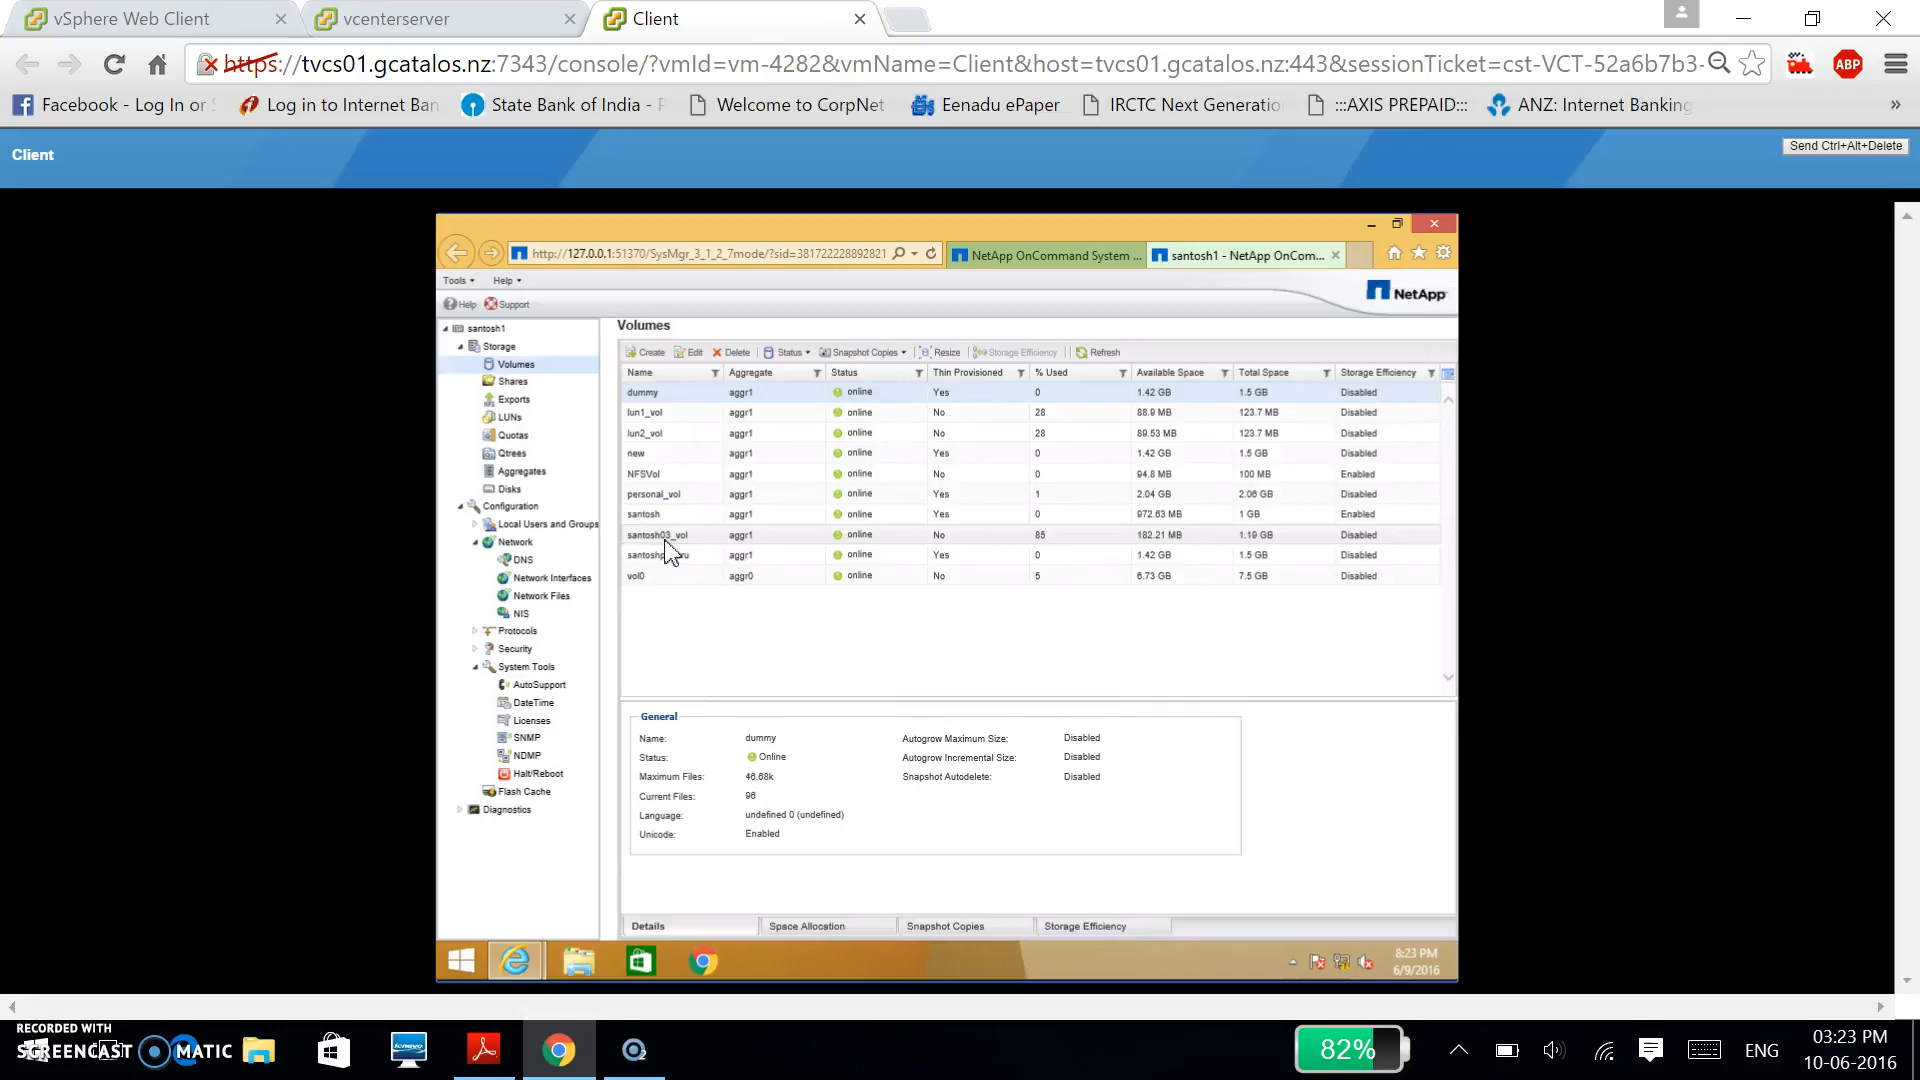 vSphere Web Client
vcenterserver
Client
https://tvcs01.gcatalos.nz:7343/console/?vmId=vm-4282&vmName=Client&host=tvcs01.gcatalos.nz:443&sessionTicket=cst-VCT-52a6b7b3-
ABP
Facebook - Log In or
Log in to Internet Ban
State Bank of India -
Welcome to CorpNet
Eenadu ePaper
IRCTC Next Generatio
:::AXIS PREPAID:::
ANZ: Internet Banking
»
Client
Send Ctrl+Alt+Delete
http://127.0.0.1:51370/SysMgr_3_1_2_7mode/?sid=381722228892821
NetApp OnCommand System ...
santosh1 - NetApp OnCom...
Tools Help
Help Support
NetApp
santosh1
Storage
Volumes
Shares
Exports
LUNs
Quotas
Qtrees
Aggregates
Disks
Configuration
Local Users and Groups
Network
DNS
Network Interfaces
Network Files
NIS
Protocols
Security
System Tools
AutoSupport
DateTime
Licenses
SNMP
NDMP
Halt/Reboot
Flash Cache
Diagnostics
Volumes
Create Edit Delete Status Snapshot Copies Resize Storage Efficiency Refresh
Name Aggregate Status Thin Provisioned % Used Available Space Total Space Storage Efficiency
dummy aggr1 online Yes 0 1.42 GB 1.5 GB Disabled
lun1_vol aggr1 online No 28 88.9 MB 123.7 MB Disabled
lun2_vol aggr1 online No 28 89.53 MB 123.7 MB Disabled
new aggr1 online Yes 0 1.42 GB 1.5 GB Disabled
NFSVol aggr1 online No 0 94.8 MB 100 MB Enabled
personal_vol aggr1 online Yes 1 2.04 GB 2.06 GB Disabled
santosh aggr1 online Yes 0 972.63 MB 1 GB Enabled
santosh03_vol aggr1 online No 85 182.21 MB 1.19 GB Disabled
aggr1 online Yes 0 1.42 GB 1.5 GB Disabled
vol0 aggr0 online No 5 6.73 GB 7.5 GB Disabled
General
Name: dummy Autogrow Maximum Size: Disabled
Status: Online Autogrow Incremental Size: Disabled
Maximum Files: 46.68k Snapshot Autodelete: Disabled
Current Files: 96
Language: undefined 0 (undefined)
Unicode: Enabled
Details Space Allocation Snapshot Copies Storage Efficiency
8:23 PM
6/9/2016
RECORDED WITH
SCREENCAST MATIC
82%
ENG
03:23 PM
10-06-2016